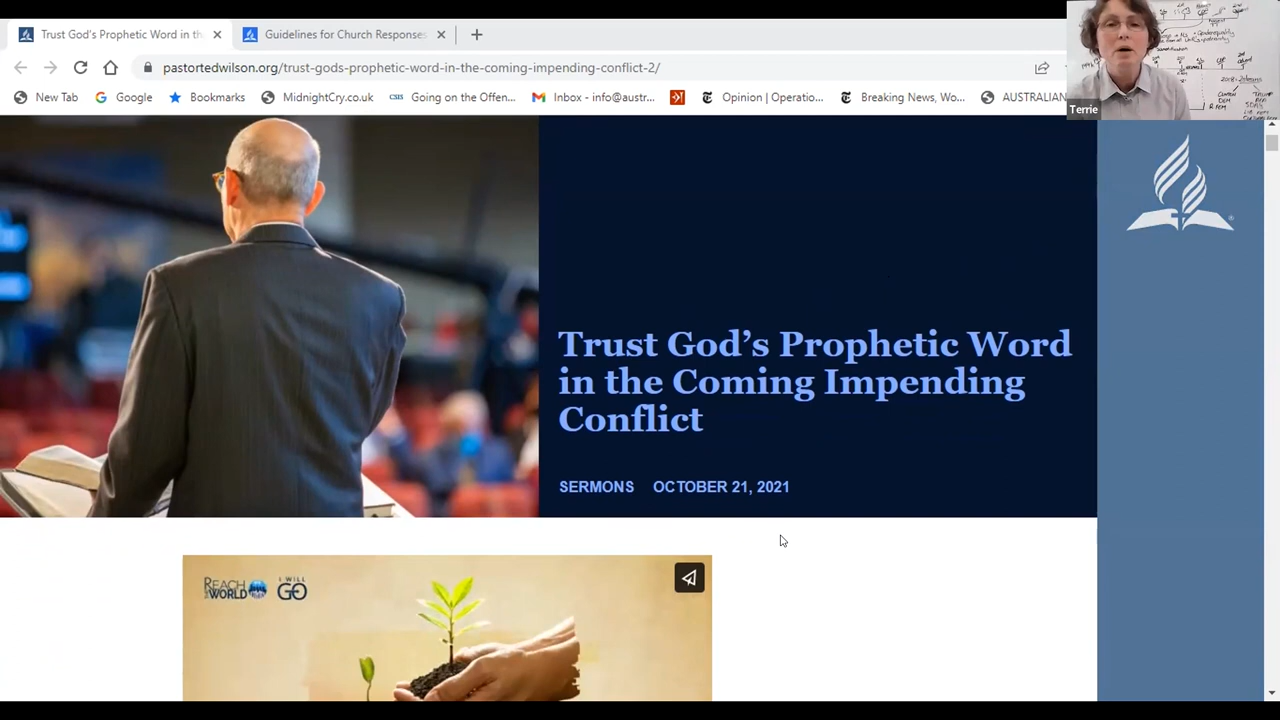 Trust God's Prophetic Word in th
Guidelines for Church Responses
pastortedwilson.org/trust-gods-prophetic-word-in-the-coming-impending-conflict-2/
New Tab
Google
Bookmarks
MidnightCry.co.uk
CSIS
Going on the Offen...
Inbox - info@austr...
Opinion | Operatio...
Breaking News, Wo...
AUSTRALIAN
Terrie
Trust God's Prophetic Word
in the Coming Impending
Conflict
SERMONS OCTOBER 21, 2021
REACH
WORLD
I WILL
GO